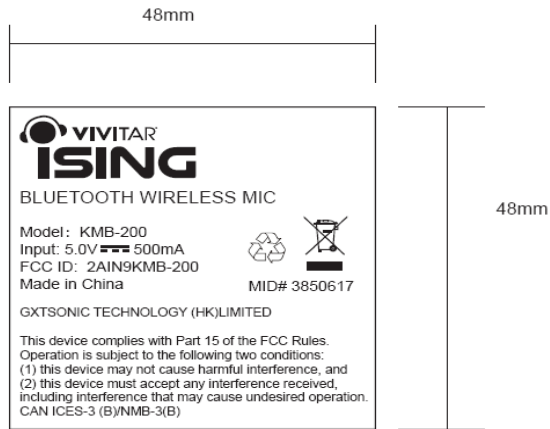 48mm
48mm
VIVITAR
iSING
BLUETOOTH WIRELESS MIC
Model: KMB-200
Input: 5.0V 500mA
FCC ID: 2AIN9KMB-200
Made in China
MID# 3850617
GXTSONIC TECHNOLOGY (HK)LIMITED
This device complies with Part 15 of the FCC Rules.
Operation is subject to the following two conditions:
(1) this device may not cause harmful interference, and
(2) this device must accept any interference received,
including interference that may cause undesired operation.
CAN ICES-3 (B)/NMB-3(B)